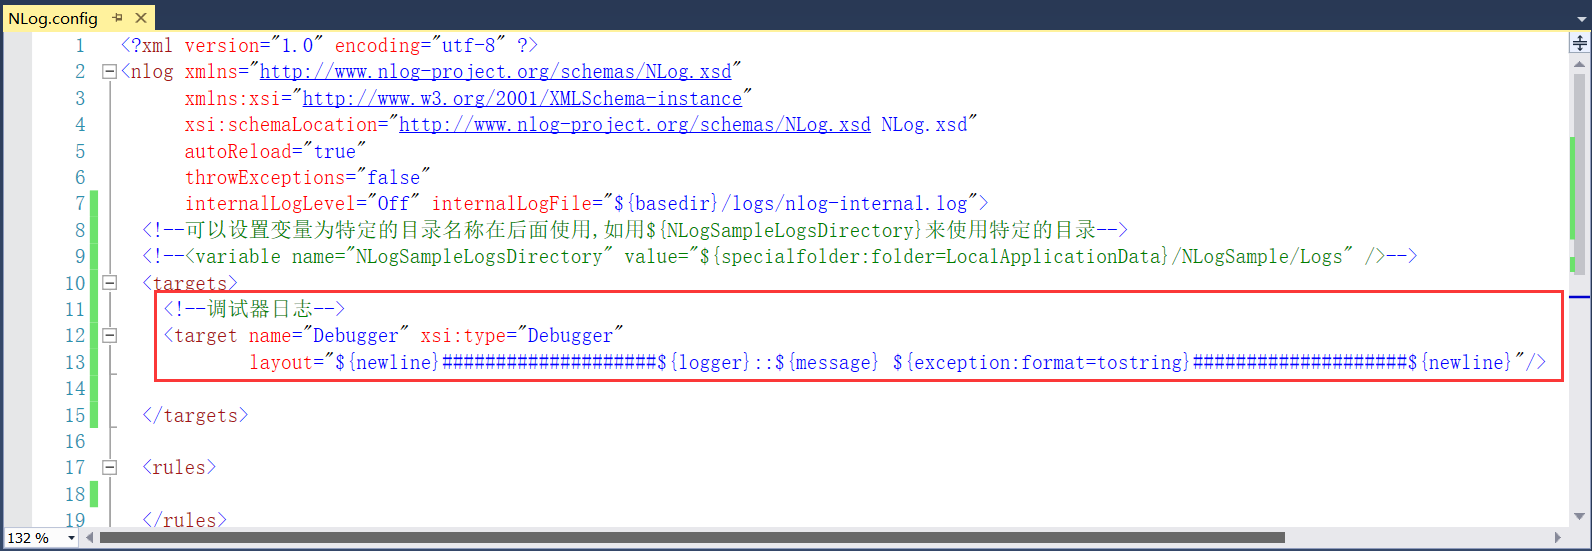 NLog.config
1 <?xml version="1.0" encoding="utf-8" ?>
2 <nlog xmlns="http://www.nlog-project.org/schemas/NLog.xsd"
3 xmlns:xsi="http://www.w3.org/2001/XMLSchema-instance"
4 xsi:schemaLocation="http://www.nlog-project.org/schemas/NLog.xsd NLog.xsd"
5 autoReload="true"
6 throwExceptions="false"
7 internalLogLevel="Off" internalLogFile="${basedir}/logs/nlog-internal.log">
8 <!--可以设置变量为特定的目录名称在后面使用,如用${NLogSampleLogsDirectory}来使用特定的目录-->
9 <!--<variable name="NLogSampleLogsDirectory" value="${specialfolder:folder=LocalApplicationData}/NLogSample/Logs" />-->
10 <targets>
11 <!--调试器日志-->
12 <target name="Debugger" xsi:type="Debugger"
13 layout="${newline}####################${logger}::${message} ${exception:format=tostring}####################${newline}"/>
14
15 </targets>
16
17 <rules>
18
19 </rules>
132 %